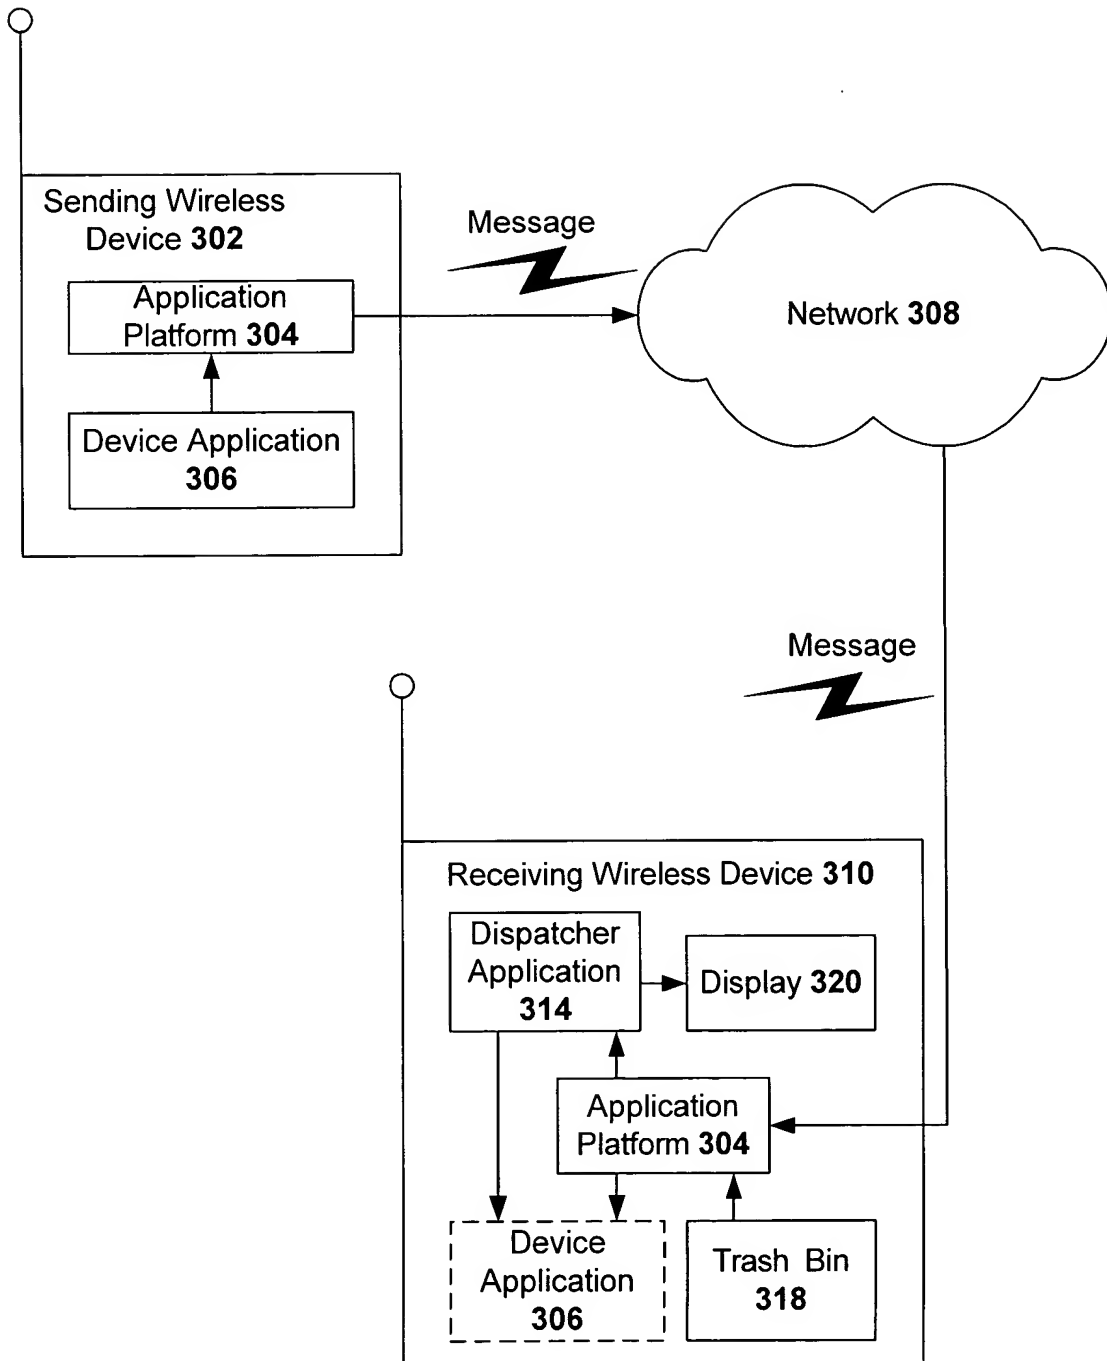 Sending Wireless
Device 302
Application
Platform 304
Device Application
306
Message
Network 308
Message
Receiving Wireless Device 310
Dispatcher
Application
314
Display 320
Application
Platform 304
Device
Application
306
Trash Bin
318